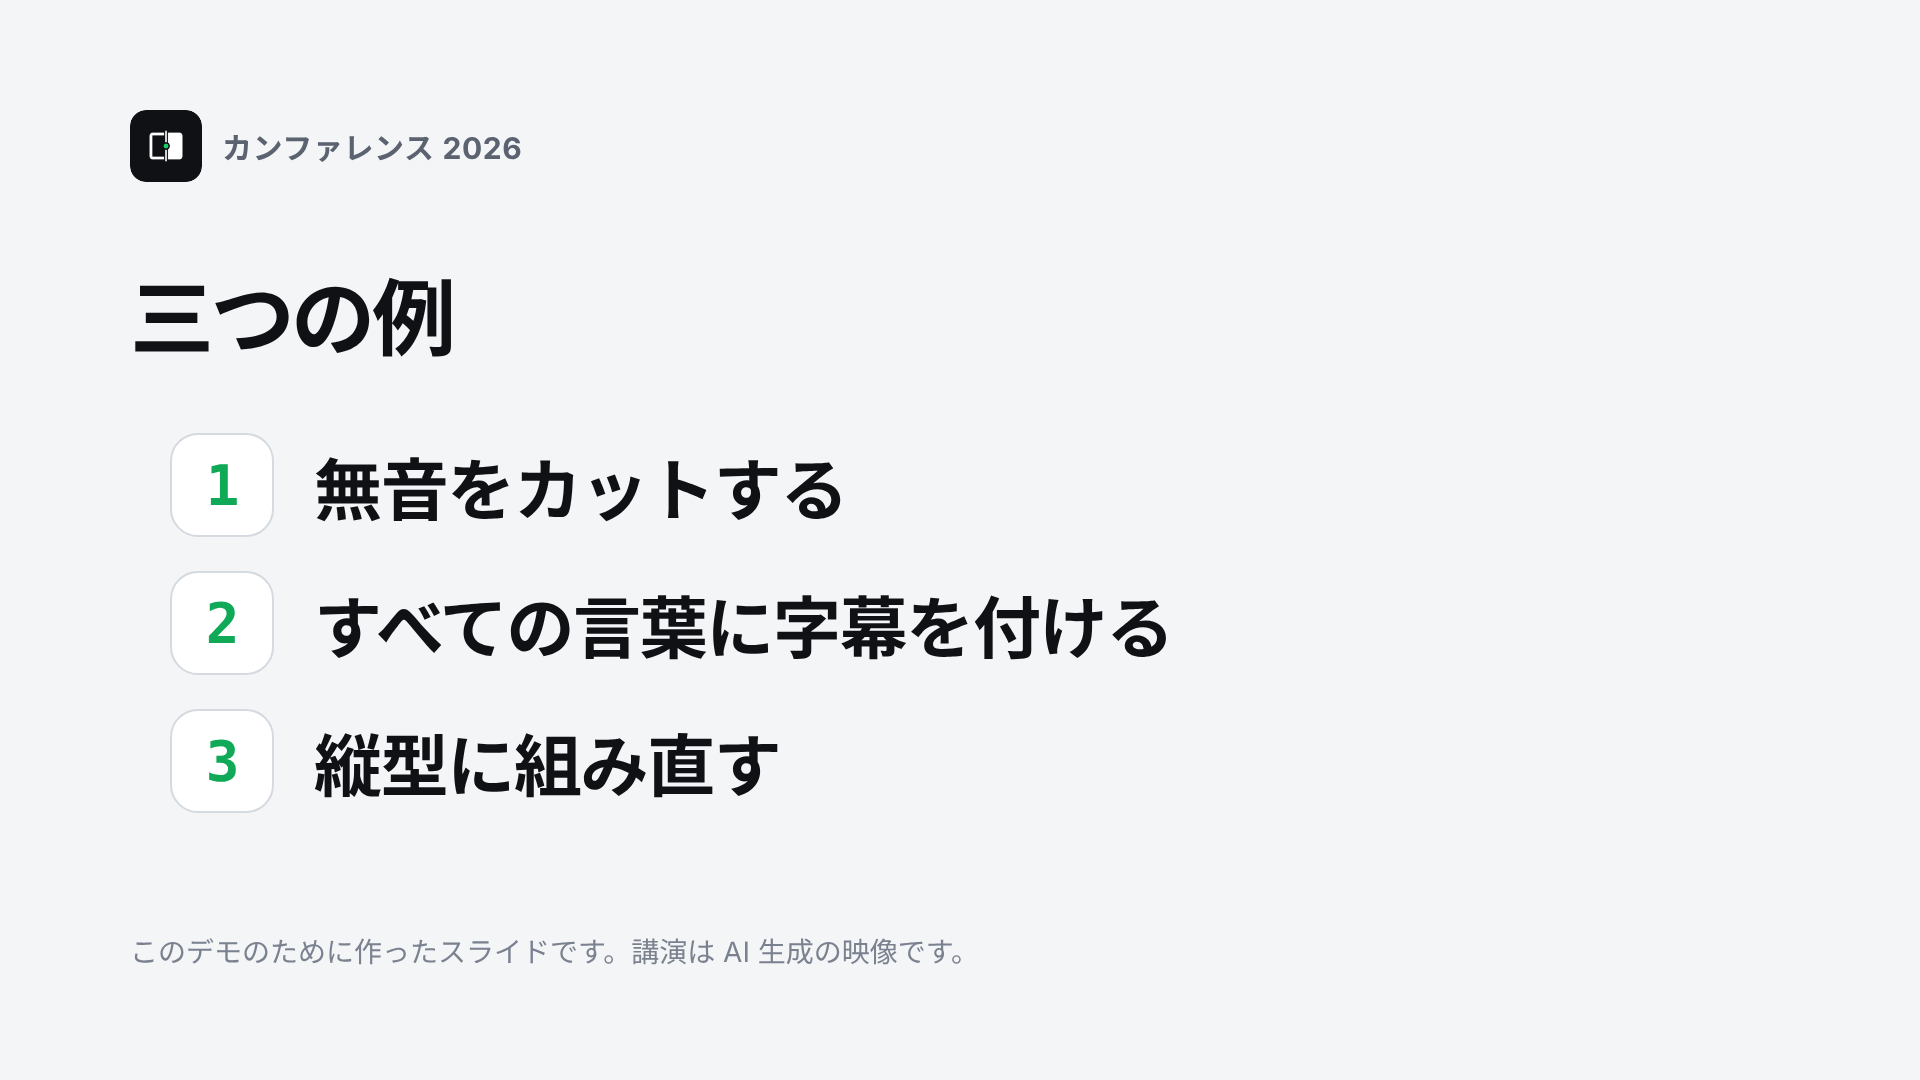 カンファレンス 2026
三つの例
1 無音をカットする
2 すべての言葉に字幕を付ける
3 縦型に組み直す
このデモのために作ったスライドです。講演は AI 生成の映像です。